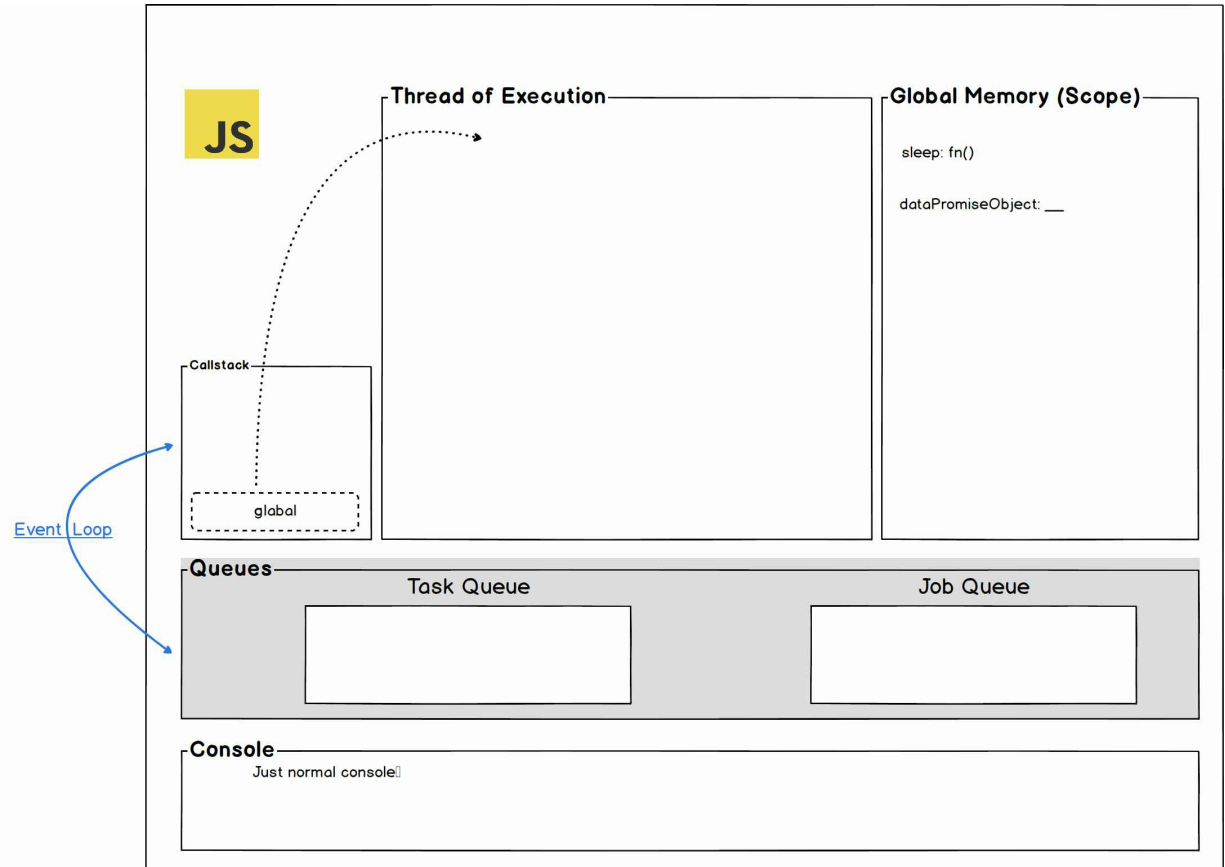 Thread of Execution
Global Memory (Scope)
JS
sleep: fn()
dataPromiseObject: __
Callstack
glabal
Event Loop
Queues
Task Queue
Job Queue
Console
Just normal console▯